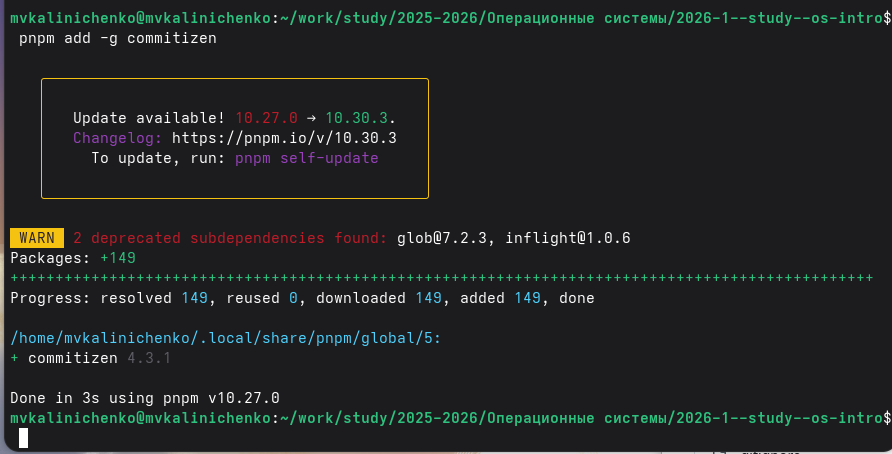 mvkalinichenko@mvkalinichenko:~/work/study/2025-2026/Операционные системы/2026-1--study--os-intro$
pnpm add -g commitizen
Update available! 10.27.0 → 10.30.3.
Changelog: https://pnpm.io/v/10.30.3
To update, run: pnpm self-update
WARN 2 deprecated subdependencies found: glob@7.2.3, inflight@1.0.6
Packages: +149
++++++++++++++++++++++++++++++++++++++++++++++++++++++++++++++++++++++++++++++++++++++++++++++++
Progress: resolved 149, reused 0, downloaded 149, added 149, done
/home/mvkalinichenko/.local/share/pnpm/global/5:
+ commitizen 4.3.1
Done in 3s using pnpm v10.27.0
mvkalinichenko@mvkalinichenko:~/work/study/2025-2026/Операционные системы/2026-1--study--os-intro$